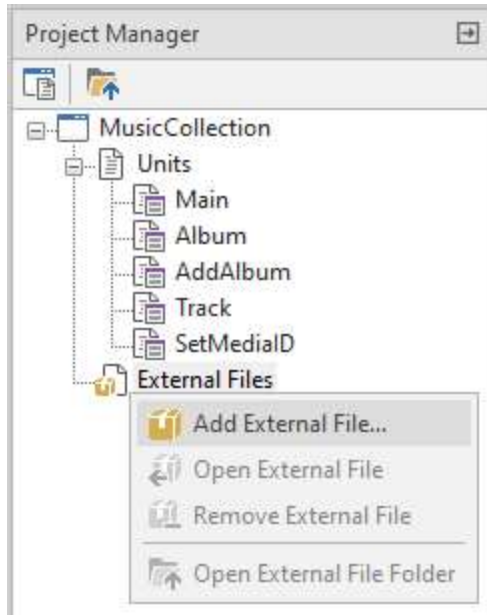 Project Manager
MusicCollection
Units
Main
Album
AddAlbum
Track
SetMediaID
External Files
Add External File...
Open External File
Remove External File
Open External File Folder